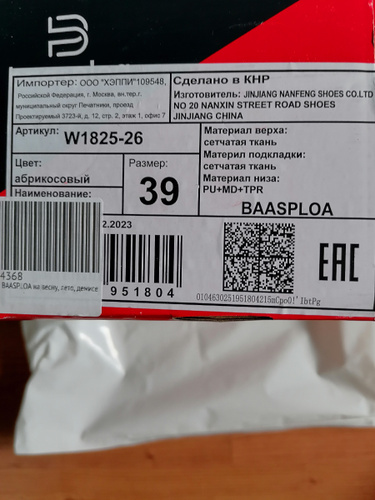 Импортер: ООО "ХЭППИ"109548,
Российская Федерация, г. Москва, вн.тер.г.
муниципальный округ Печатники, проезд
Проектируемый 3723-й, д. 12, стр. 2, этаж 1, офис 7
Сделано в КНР
Изготовитель: JINJIANG NANFENG SHOES CO.LTD
NO 20 NANXIN STREET ROAD SHOES
JINJIANG CHINA
Артикул:
W1825-26
Цвет:
абрикосовый
Размер:
39
Материал верха:
сетчатая ткань
Материал подкладки:
сетчатая ткань
Материал низа:
PU+MD+TPR
Наименование:
BAASPLOA
2.2023
4368
BAASPLOA на весну, лето, демисе
951804
EAC